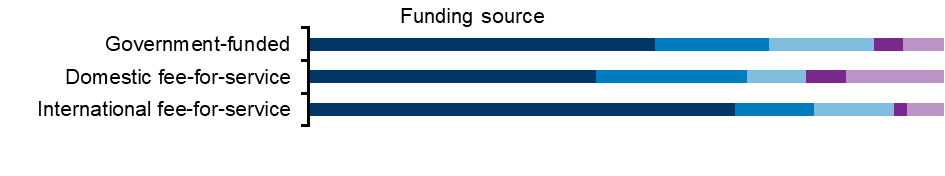 Funding source
Government-funded
Domestic fee-for-service
International fee-for-service